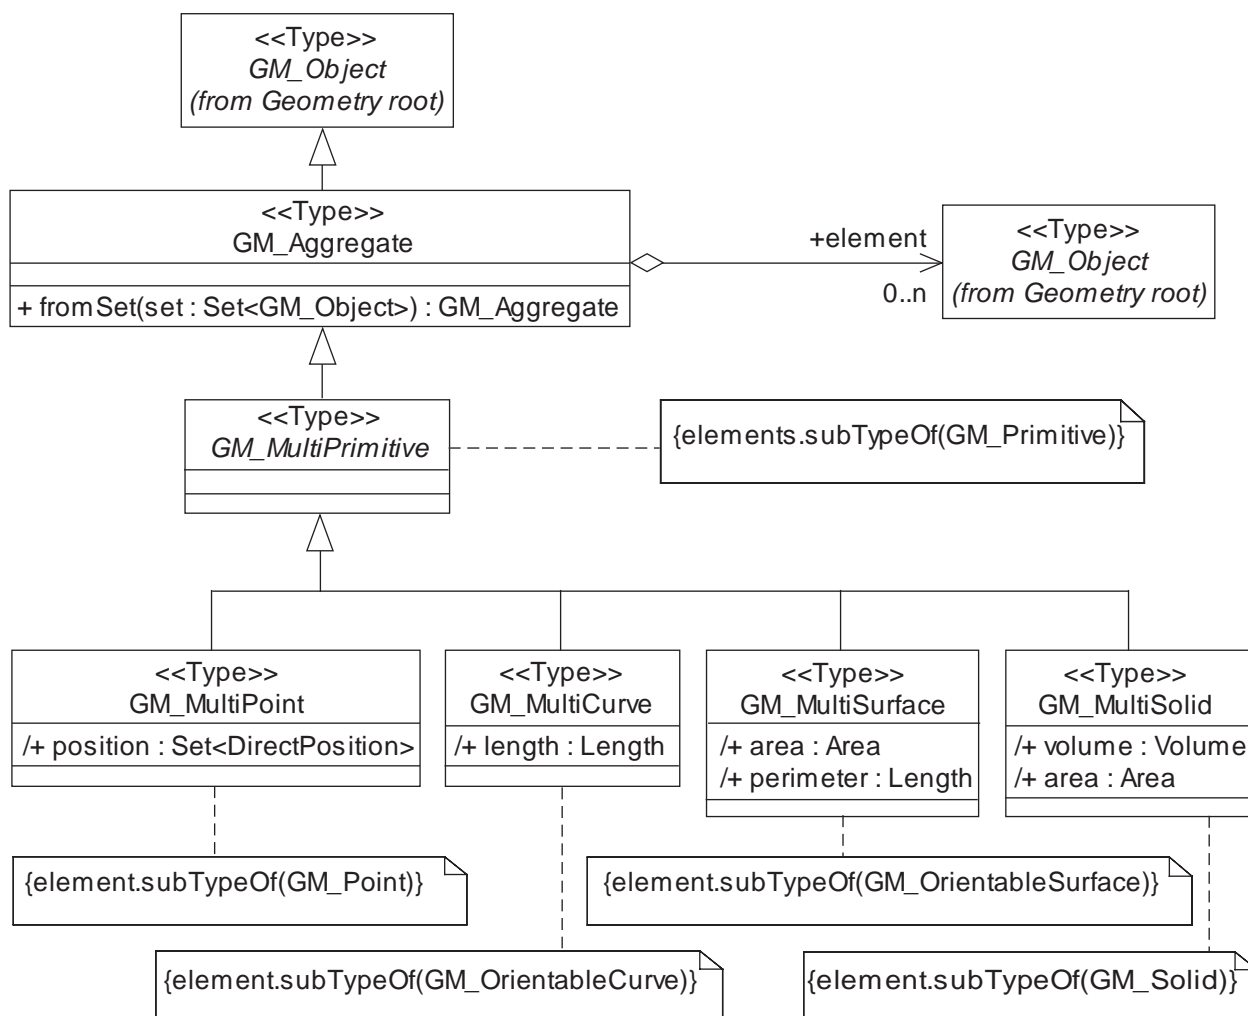 <<Type>>
GM_Object
(from Geometry root)
<<Type>>
GM_Aggregate
+ fromSet(set : Set<GM_Object>) : GM_Aggregate
+element
0..n
<<Type>>
GM_Object
(from Geometry root)
<<Type>>
GM_MultiPrimitive
{elements.subTypeOf(GM_Primitive)}
<<Type>>
GM_MultiPoint
/+ position : Set<DirectPosition>
<<Type>>
GM_MultiCurve
/+ length : Length
<<Type>>
GM_MultiSurface
/+ area : Area
/+ perimeter : Length
<<Type>>
GM_MultiSolid
/+ volume : Volume
/+ area : Area
{element.subTypeOf(GM_Point)}
{element.subTypeOf(GM_OrientableSurface)}
{element.subTypeOf(GM_OrientableCurve)}
{element.subTypeOf(GM_Solid)}